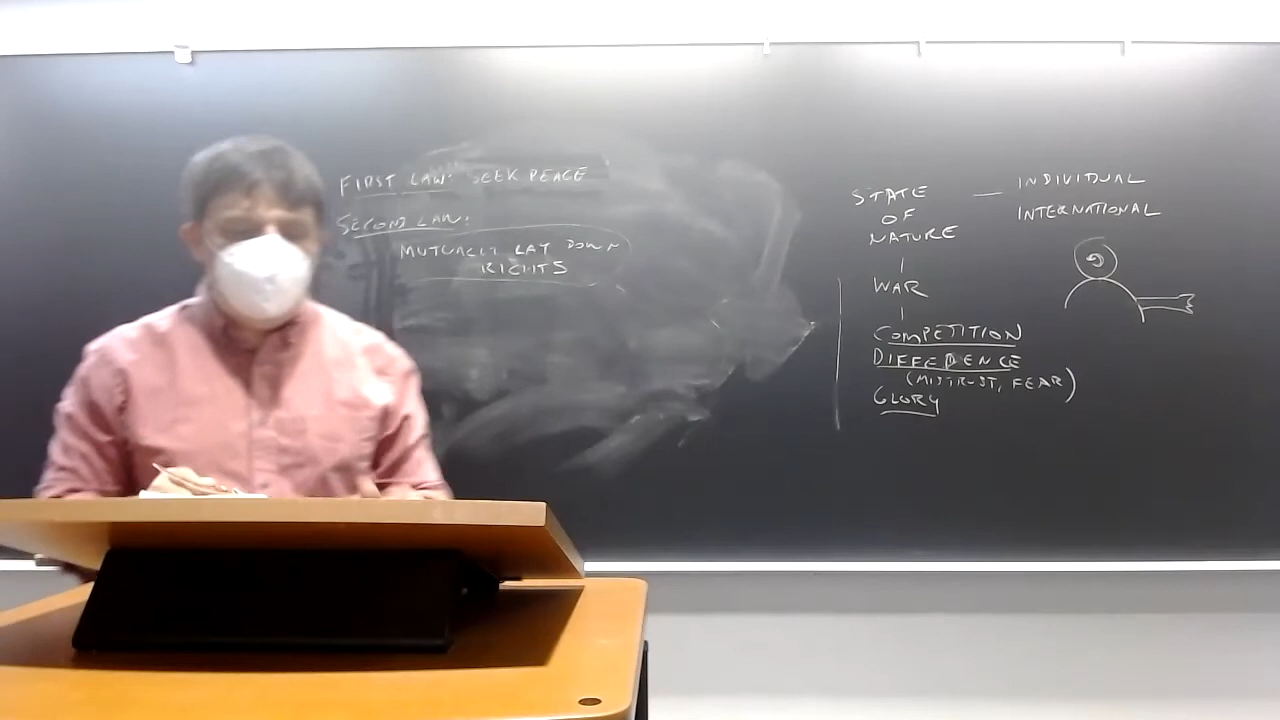 FIRST LAW: SEEK PEACE
SECOND LAW:
MUTUALLY LAY DOWN
RIGHTS
STATE
OF
NATURE
— INDIVIDUAL
INTERNATIONAL
WAR
COMPETITION
DIFFERENCE
(MISTRUST, FEAR)
GLORY